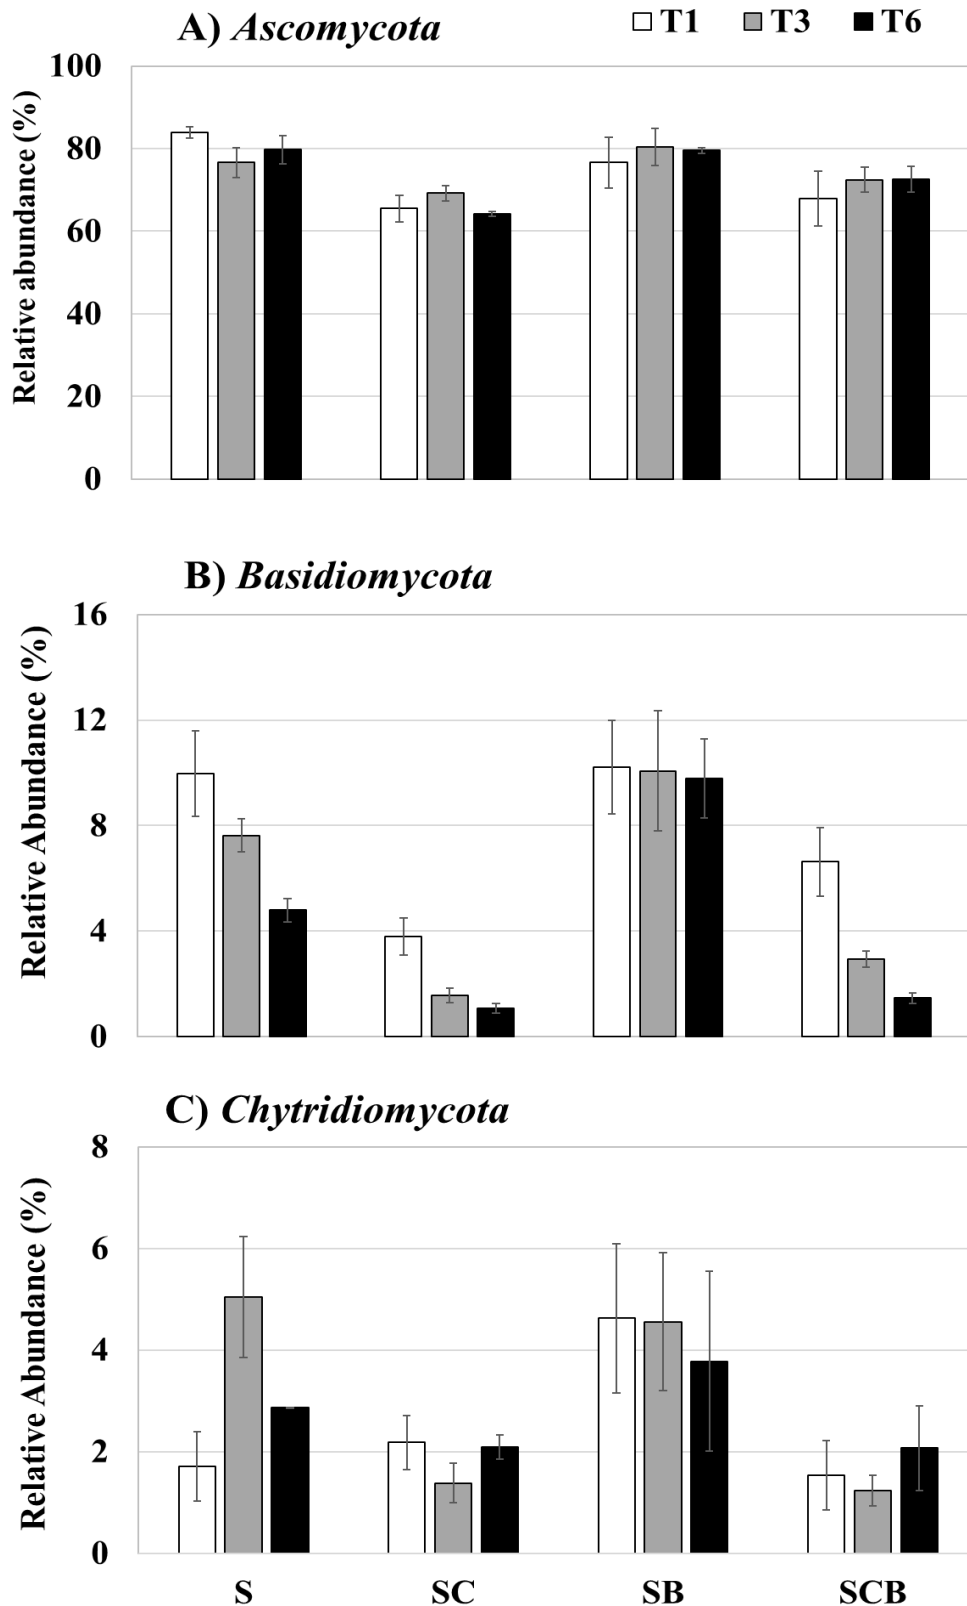 A) Ascomycota
T1 T3 T6
Relative abundance (%)
100
80
60
40
20
0
B) Basidiomycota
Relative Abundance (%)
16
12
8
4
0
C) Chytridiomycota
Relative Abundance (%)
8
6
4
2
0
S SC SB SCB